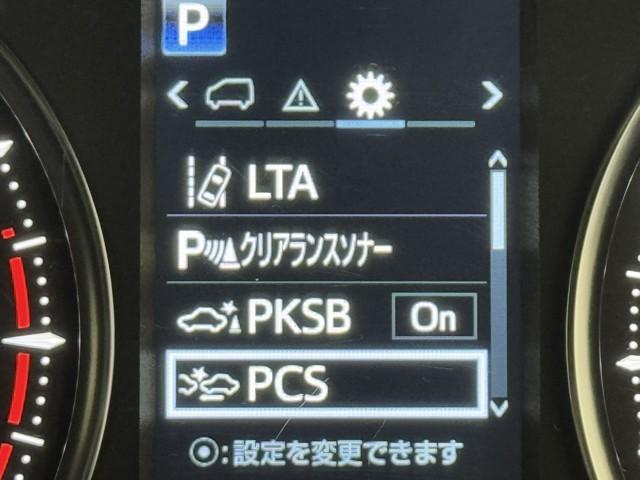 P
LTA
P クリアランスソナー
PKSB On
PCS
:設定を変更できます